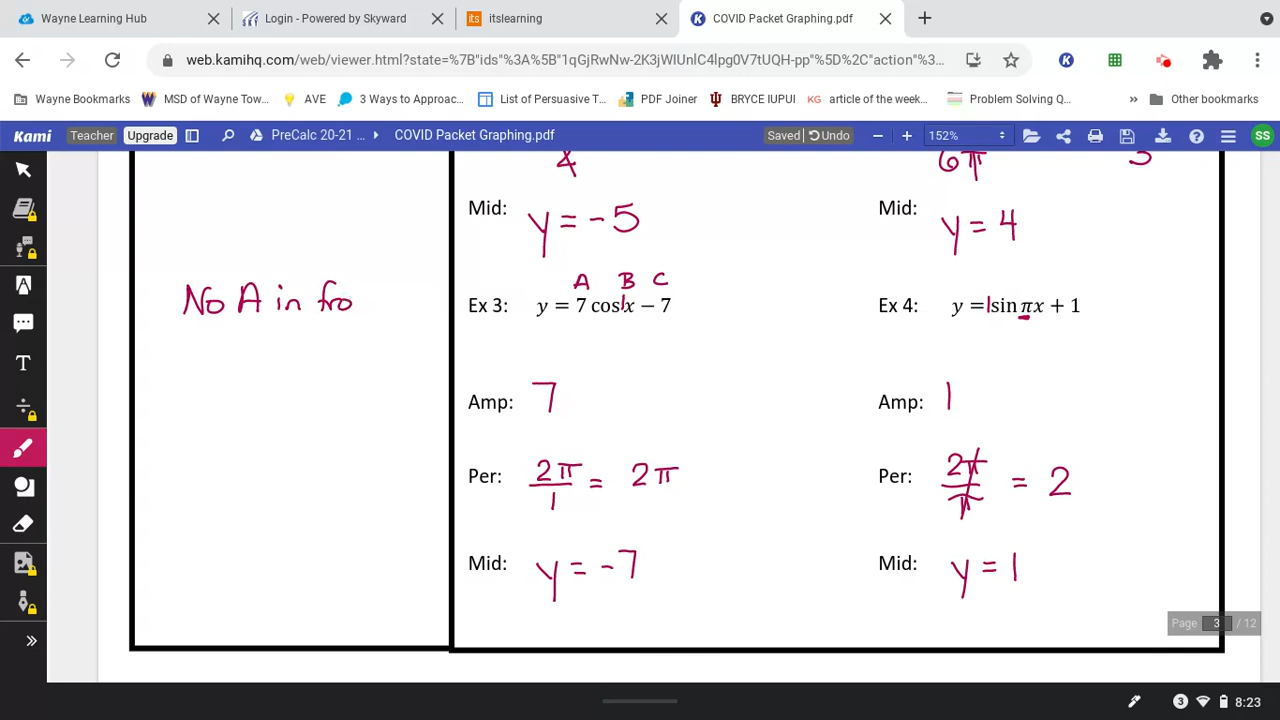 Wayne Learning Hub
Login - Powered by Skyward
itslearning
COVID Packet Graphing.pdf
web.kamihq.com/web/viewer.html?state=%7B"ids"%3A%5B"1qGjRwNw-2K3jWIUnlC4lpg0V7tUQH-pp"%5D%2C"action"%3...
Wayne Bookmarks
MSD of Wayne Tow...
AVE
3 Ways to Approac...
List of Persuasive T...
PDF Joiner
BRYCE IUPUI
KG article of the week...
Problem Solving Q...
» Other bookmarks
Kami Teacher Upgrade PreCalc 20-21 ... COVID Packet Graphing.pdf Saved Undo 152% SS
6π
Mid: y = -5
Mid: y = 4
A B C
No A in fro
Ex 3: y = 7 cos 1x − 7
Ex 4: y = 1 sin πx + 1
Amp: 7
Amp: 1
Per: 2π/1 = 2π
Per: 2π/π = 2
Mid: y = -7
Mid: y = 1
Page 3 / 12
3 8:23